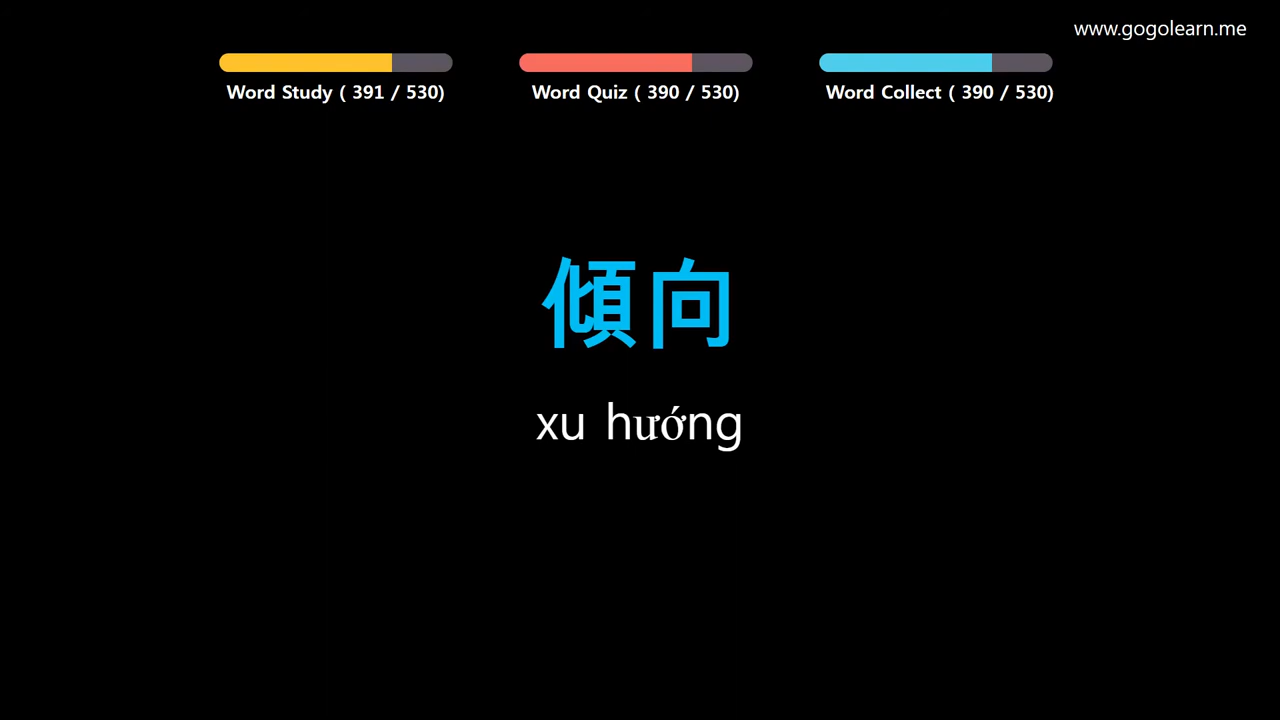 www.gogolearn.me
Word Study ( 391 / 530)
Word Quiz ( 390 / 530)
Word Collect ( 390 / 530)
傾向
xu hướng